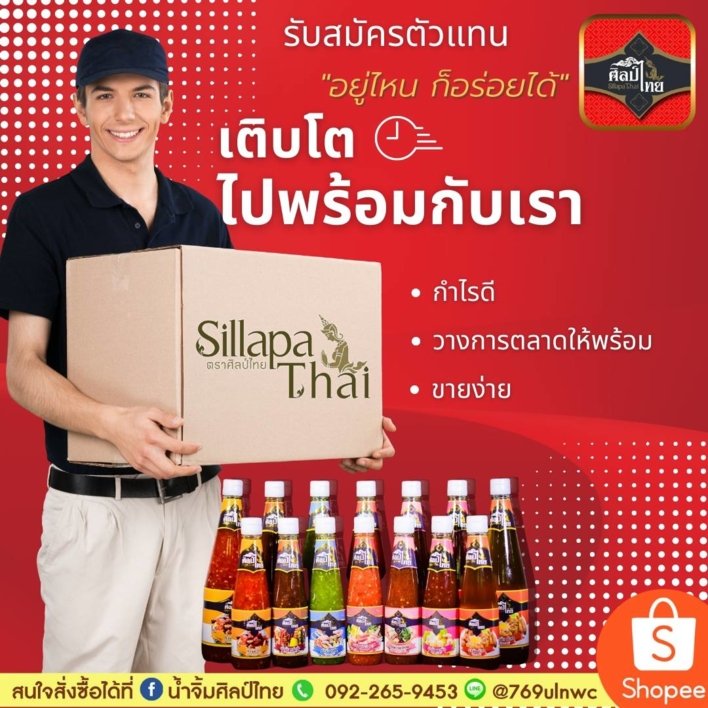 รับสมัครตัวแทน
"อยู่ไหน ก็อร่อยได้"
ศิลป์ไทย
Sillapa Thai
เติบโต
ไปพร้อมกับเรา
• กำไรดี
• วางการตลาดให้พร้อม
• ขายง่าย
Sillapa
ตราศิลป์ไทย
Thai
สนใจสั่งซื้อได้ที่ น้ำจิ้มศิลป์ไทย 092-265-9453 LINE @769ulnwc
S
Shopee